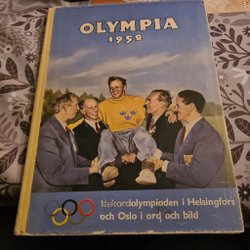 OLYMPIA
1952
Rekordolympiaden i Helsingfors
och Oslo i ord och bild